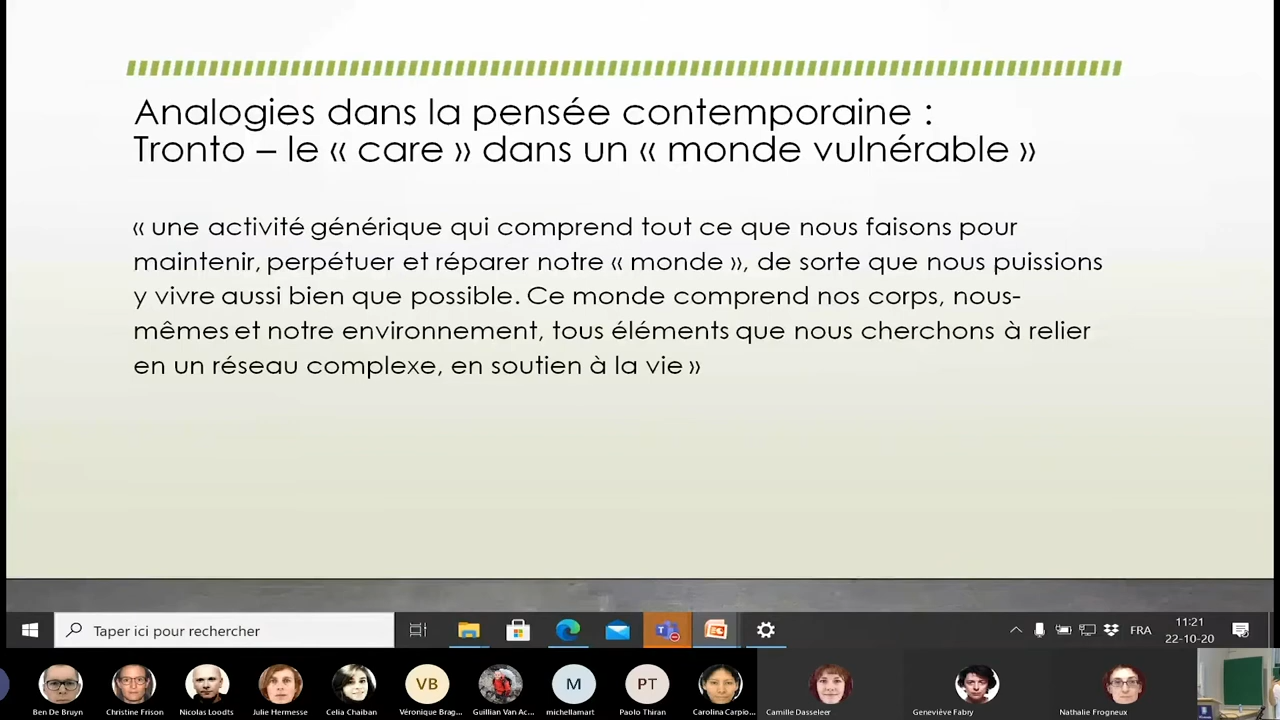 Analogies dans la pensée contemporaine :
Tronto – le « care » dans un « monde vulnérable »
« une activité générique qui comprend tout ce que nous faisons pour
maintenir, perpétuer et réparer notre « monde », de sorte que nous puissions
y vivre aussi bien que possible. Ce monde comprend nos corps, nous-
mêmes et notre environnement, tous éléments que nous cherchons à relier
en un réseau complexe, en soutien à la vie »
Taper ici pour rechercher
FRA
11:21
22-10-20
VB
M
PT
Ben De Bruyn
Christine Frison
Nicolas Loodts
Julie Hermesse
Celia Chaiban
Véronique Brag...
Guillian Van Ac...
michellamart
Paolo Thiran
Carolina Carpio...
Camille Dasseleer
Geneviève Fabry
Nathalie Frogneux